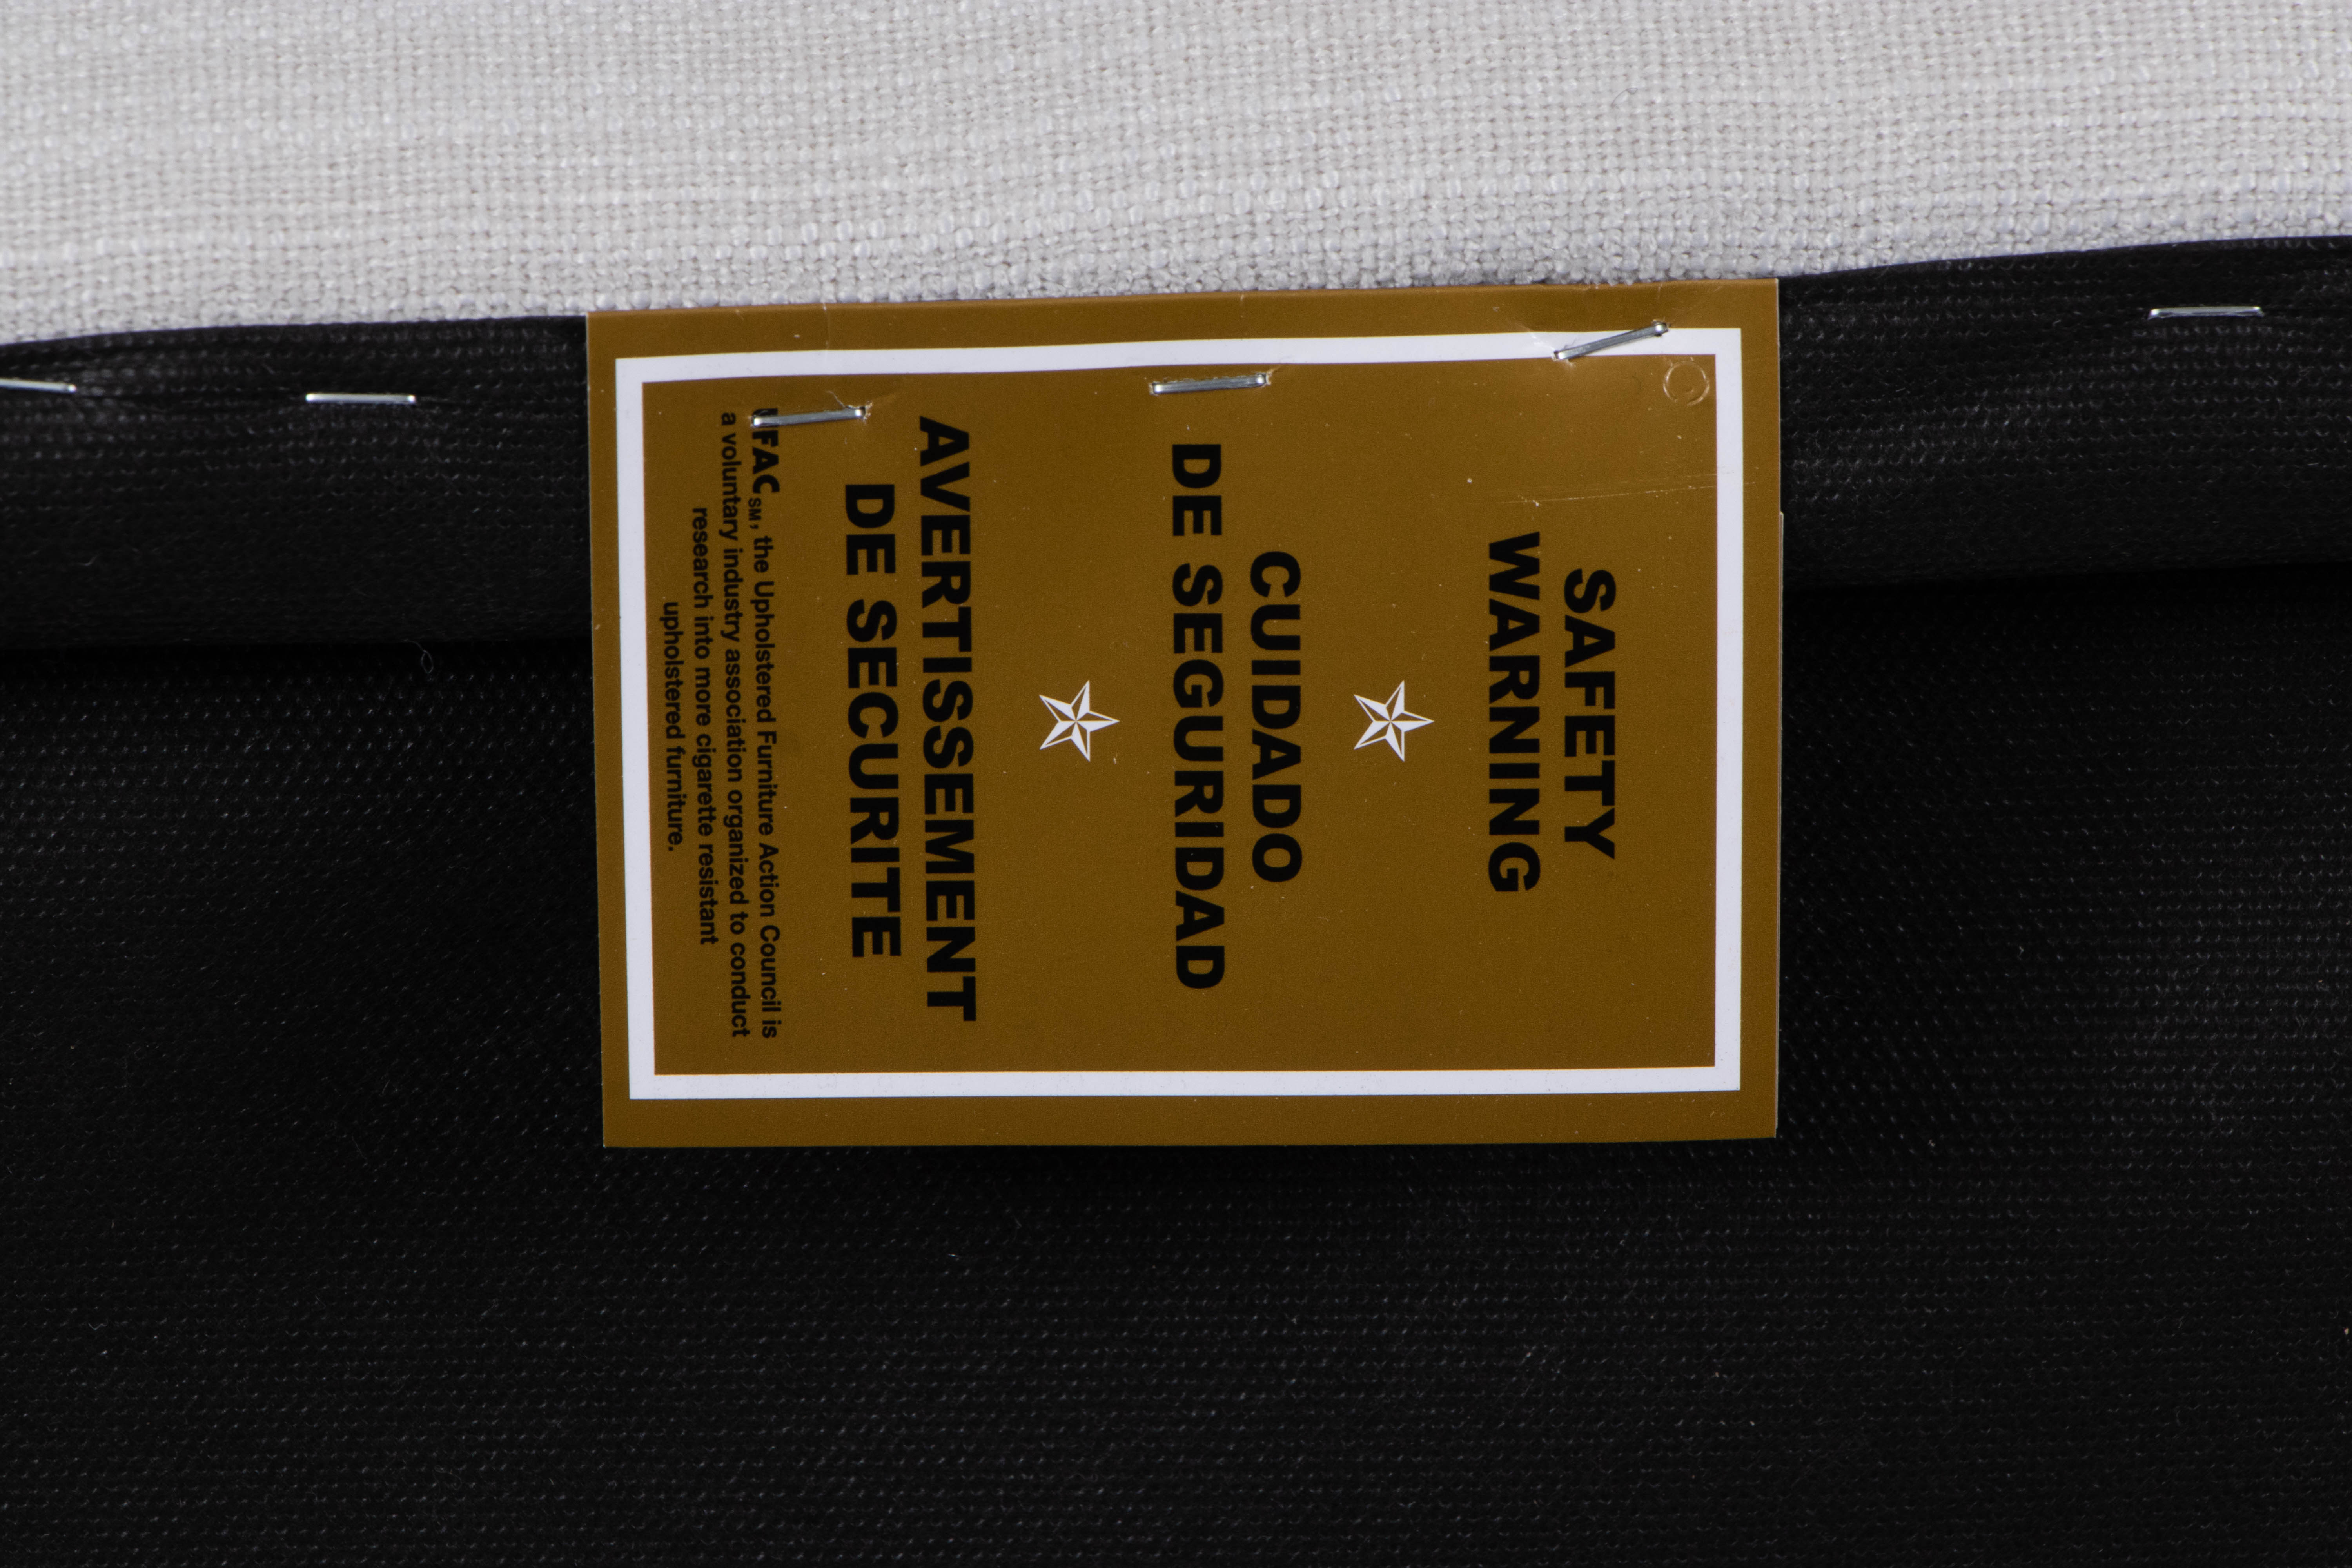 SAFETY
WARNING
CUIDADO
DE SEGURIDAD
AVERTISSEMENT
DE SECURITE
UFAC SM, the Upholstered Furniture Action Council is
a voluntary industry association organized to conduct
research into more cigarette resistant
upholstered furniture.